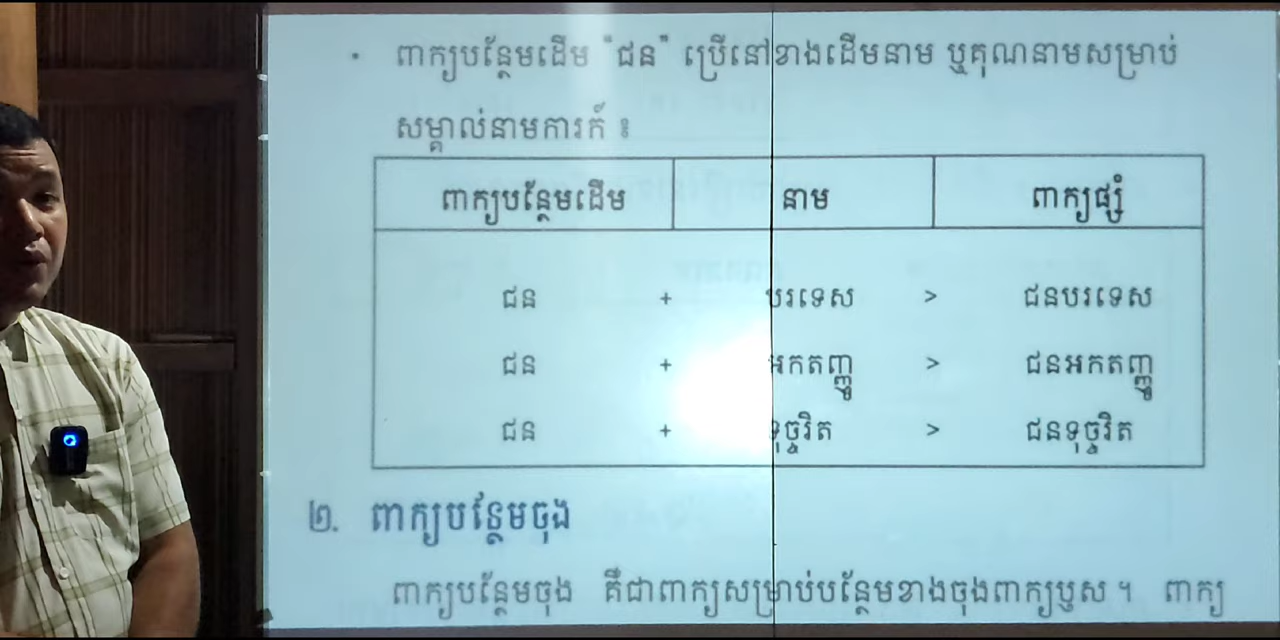 • ពាក្យបន្ថែមដើម "ជន" ប្រើនៅខាងដើមនាម ឬគុណនាមសម្រាប់
សម្គាល់នាមការក៍ ៖
ពាក្យបន្ថែមដើម នាម ពាក្យផ្សំ
ជន + បរទេស > ជនបរទេស
ជន + អកតញ្ញូ > ជនអកតញ្ញូ
ជន + ទុច្ចរិត > ជនទុច្ចរិត
២. ពាក្យបន្ថែមចុង
ពាក្យបន្ថែមចុង គឺជាពាក្យសម្រាប់បន្ថែមខាងចុងពាក្យប្ញស ។ ពាក្យ